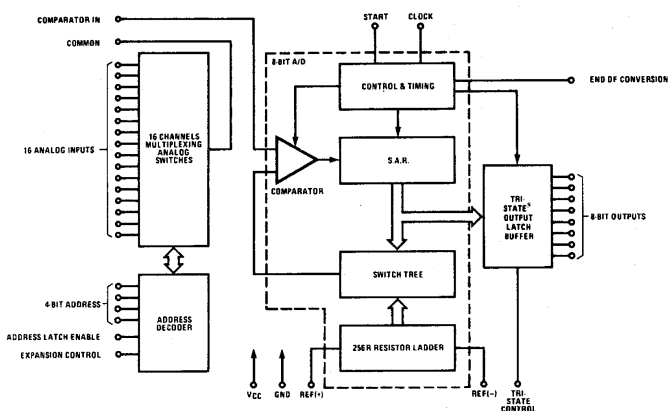 COMPARATOR IN
COMMON
START
CLOCK
8-BIT A/D
CONTROL & TIMING
END OF CONVERSION
16 ANALOG INPUTS
16 CHANNELS
MULTIPLEXING
ANALOG
SWITCHES
COMPARATOR
S.A.R.
TRI-
STATE®
OUTPUT
LATCH
BUFFER
8-BIT OUTPUTS
SWITCH TREE
4-BIT ADDRESS
ADDRESS
DECODER
ADDRESS LATCH ENABLE
EXPANSION CONTROL
256R RESISTOR LADDER
VCC
GND
REF(+)
REF(−)
TRI-
STATE
CONTROL